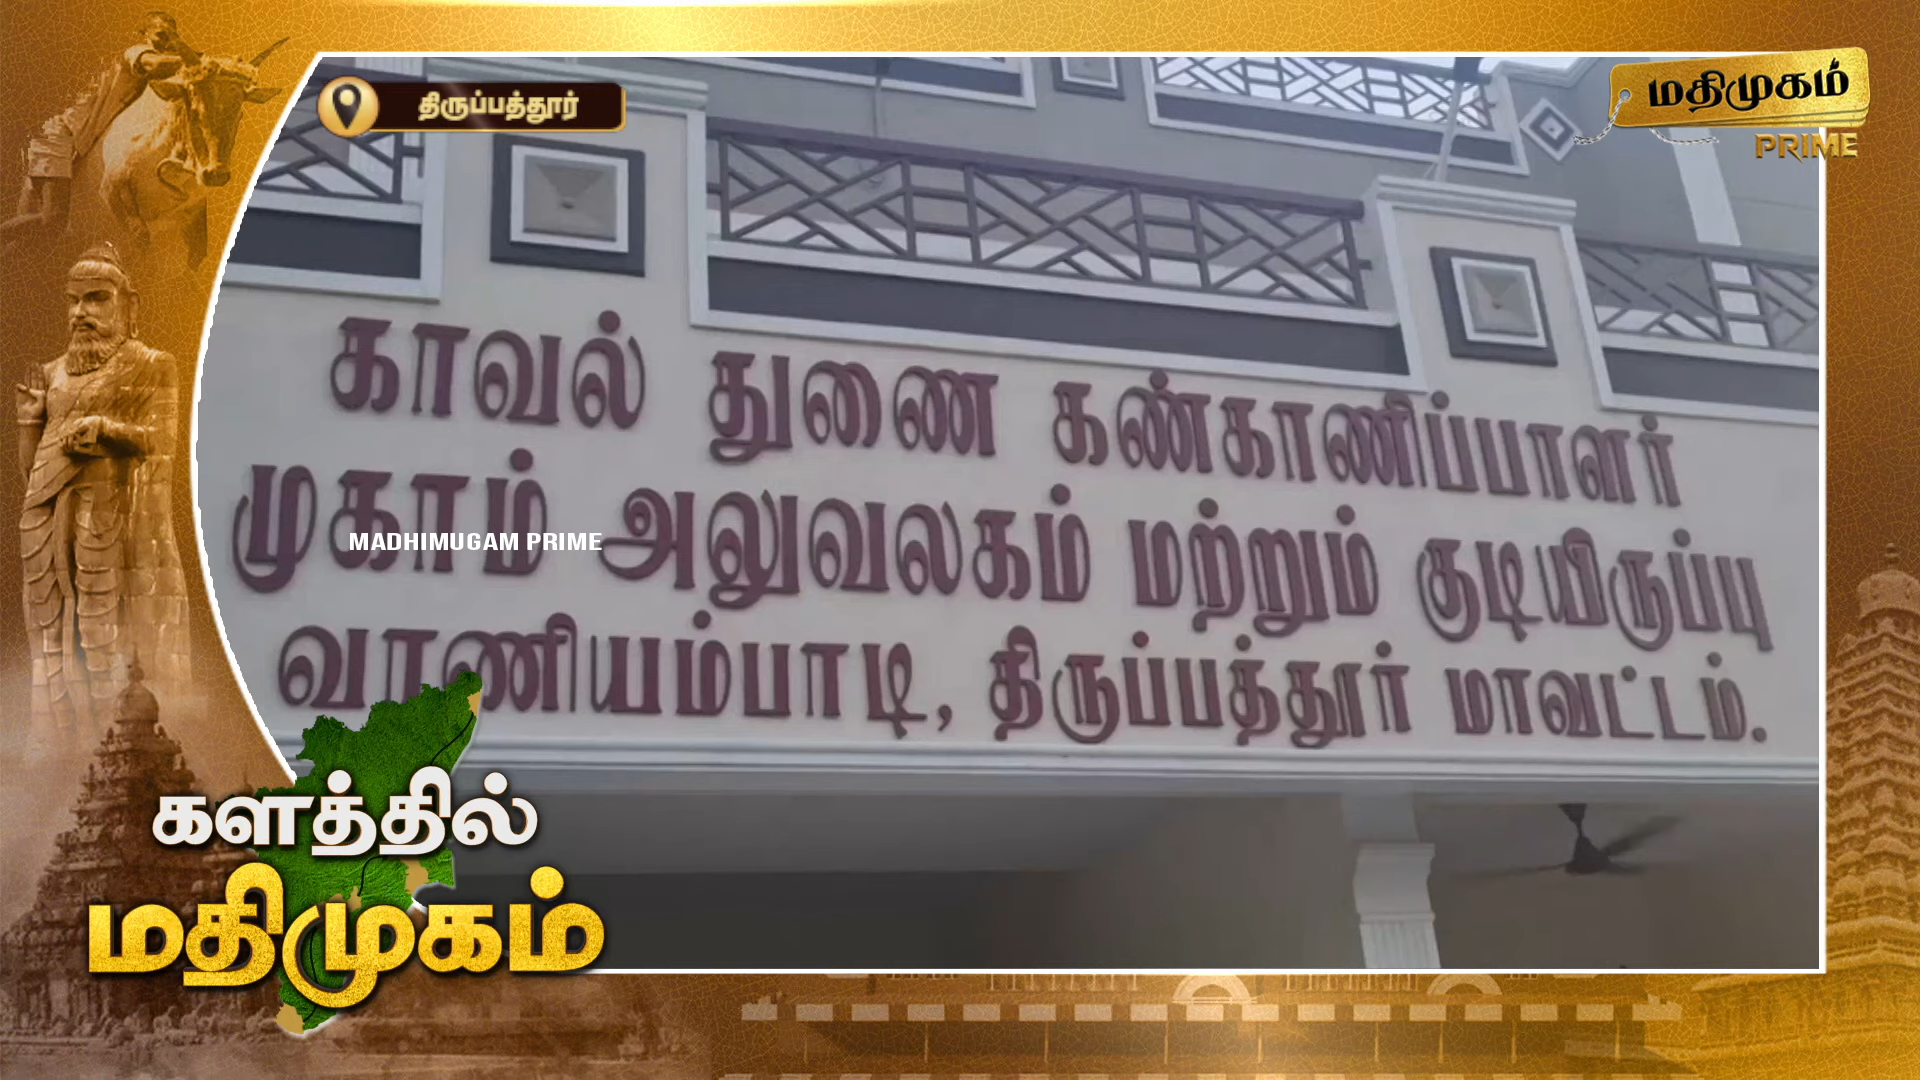 திருப்பத்தூர்
மதிமுகம்
PRIME
காவல் துணை கண்காணிப்பாளர்
முகாம் அலுவலகம் மற்றும் குடியிருப்பு
MADHIMUGAM PRIME
வாணியம்பாடி, திருப்பத்தூர் மாவட்டம்.
களத்தில்
மதிமுகம்